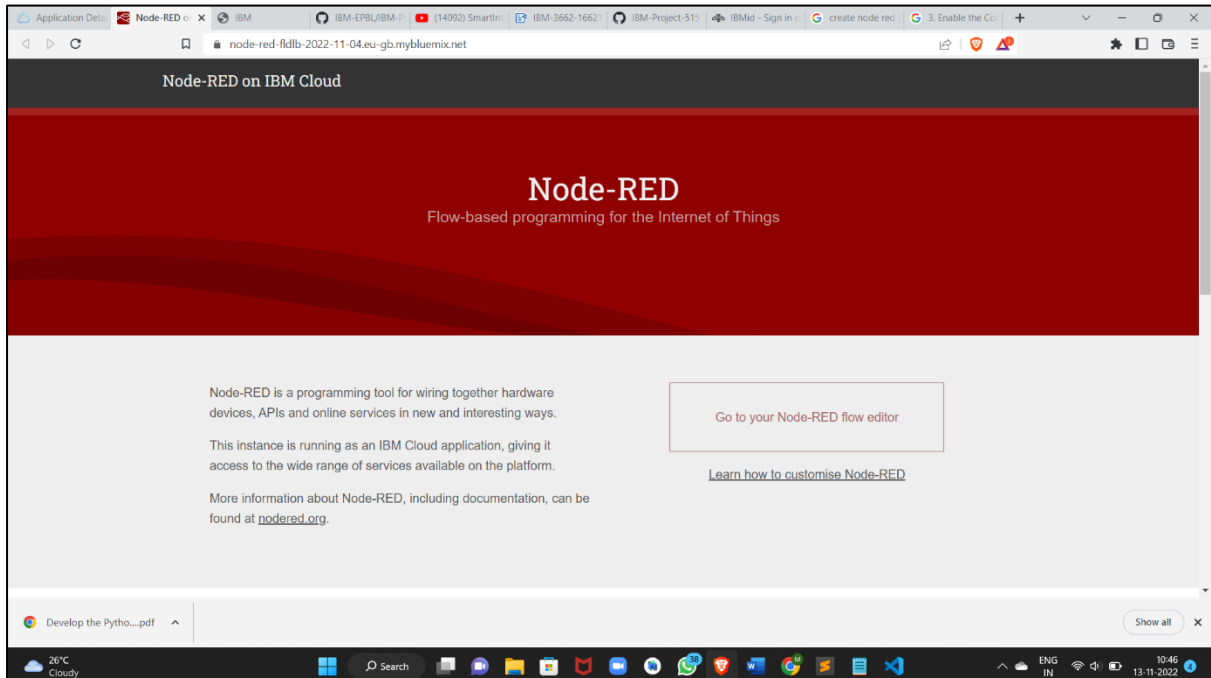 Application Deta
Node-RED o
IBM
IBM-EPBL/IBM-P
(14092) SmartInt
IBM-3662-16621
IBM-Project-515
IBMid - Sign in o
create node red
3. Enable the Co
node-red-fldlb-2022-11-04.eu-gb.mybluemix.net
Node-RED on IBM Cloud
Node-RED
Flow-based programming for the Internet of Things
Node-RED is a programming tool for wiring together hardware
devices, APIs and online services in new and interesting ways.
This instance is running as an IBM Cloud application, giving it
access to the wide range of services available on the platform.
More information about Node-RED, including documentation, can be
found at nodered.org.
Go to your Node-RED flow editor
Learn how to customise Node-RED
Develop the Pytho....pdf
Show all
26°C
Cloudy
Search
38
ENG
IN
10:46
13-11-2022
4